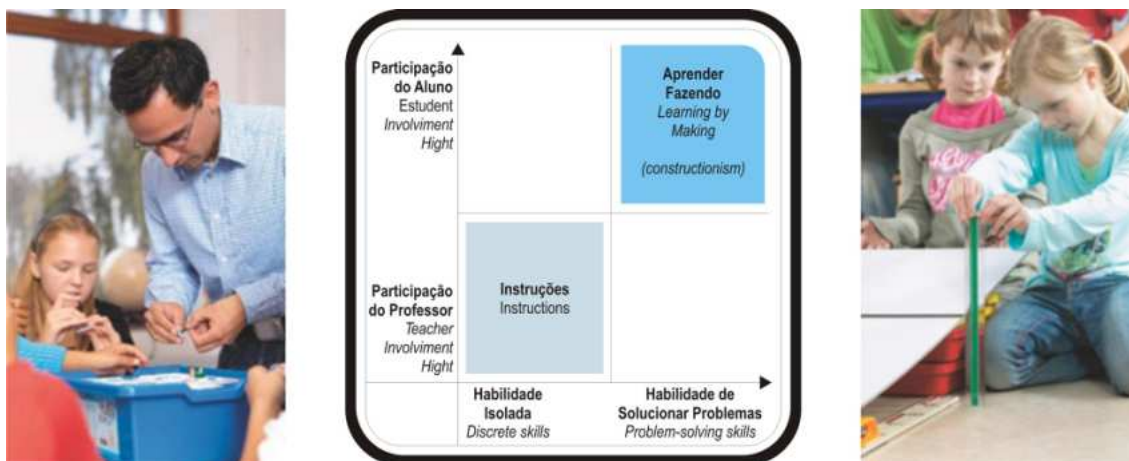 Participação
do Aluno
Estudent
Involviment
Hight
Aprender
Fazendo
Learning by
Making
(constructionism)
Participação
do Professor
Teacher
Involviment
Hight
Instruções
Instructions
Habilidade
Isolada
Discrete skills
Habilidade de
Solucionar Problemas
Problem-solving skills